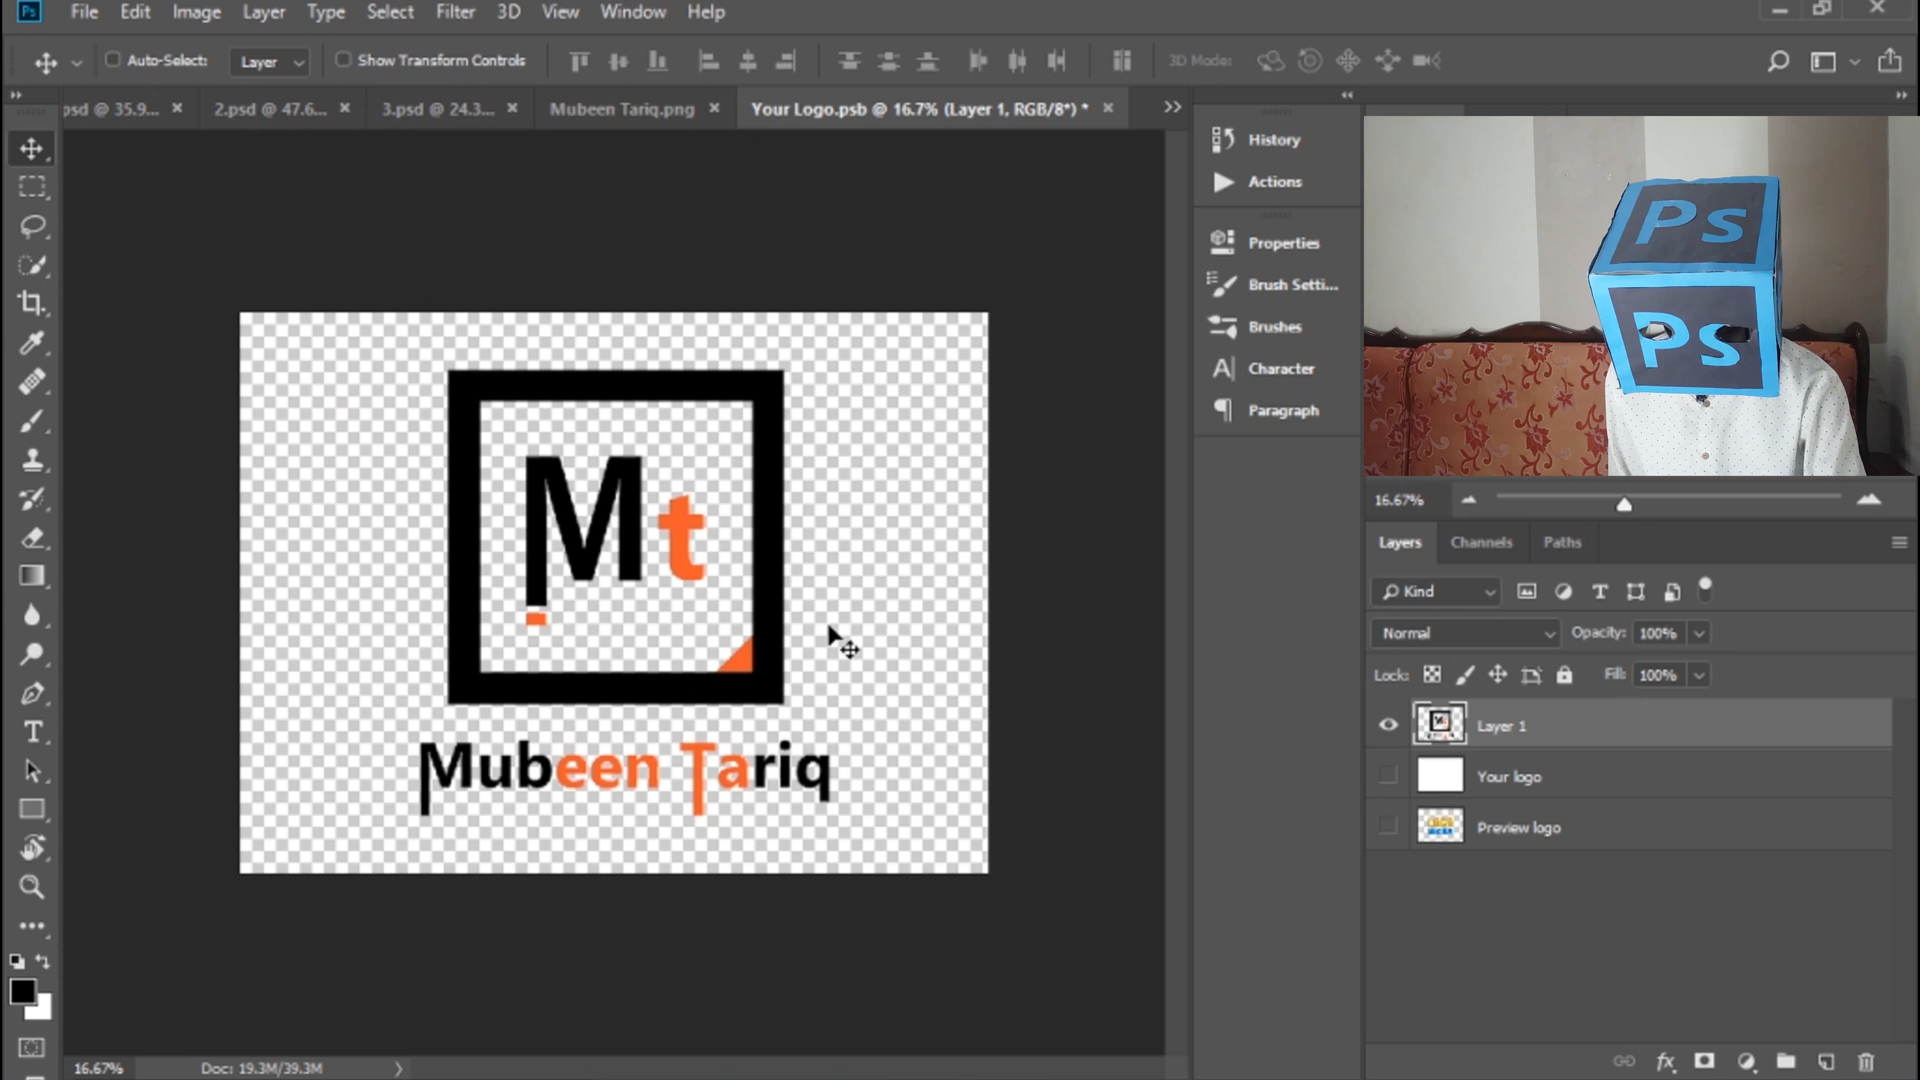 Ps File Edit Image Layer Type Select Filter 3D View Window Help
Auto-Select: Layer Show Transform Controls 3D Mode:
psd @ 35.9... 2.psd @ 47.6... 3.psd @ 24.3... Mubeen Tariq.png Your Logo.psb @ 16.7% (Layer 1, RGB/8*) *
History
Actions
Properties
Brush Setti...
Brushes
Character
Paragraph
Ps
Ps
16.67%
Layers Channels Paths
Kind
Normal Opacity: 100%
Lock: Fill: 100%
Layer 1
Your logo
Preview logo
Mt
Mubeen Tariq
16.67% Doc: 19.3M/39.3M